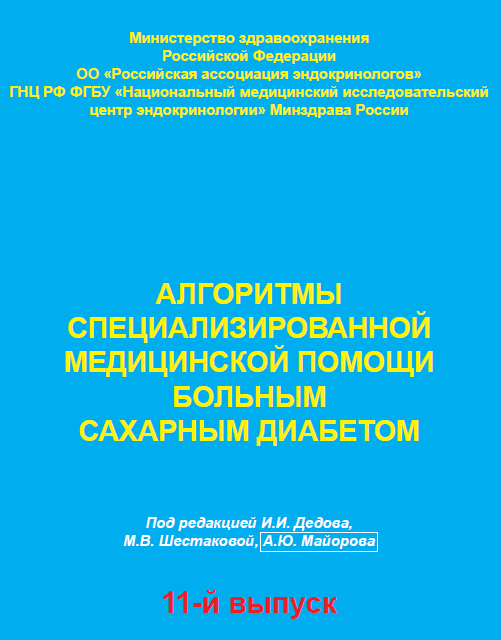 Министерство здравоохранения
Российской Федерации
ОО «Российская ассоциация эндокринологов»
ГНЦ РФ ФГБУ «Национальный медицинский исследовательский
центр эндокринологии» Минздрава России
АЛГОРИТМЫ
СПЕЦИАЛИЗИРОВАННОЙ
МЕДИЦИНСКОЙ ПОМОЩИ
БОЛЬНЫМ
САХАРНЫМ ДИАБЕТОМ
Под редакцией И.И. Дедова,
М.В. Шестаковой, А.Ю. Майорова
11-й выпуск